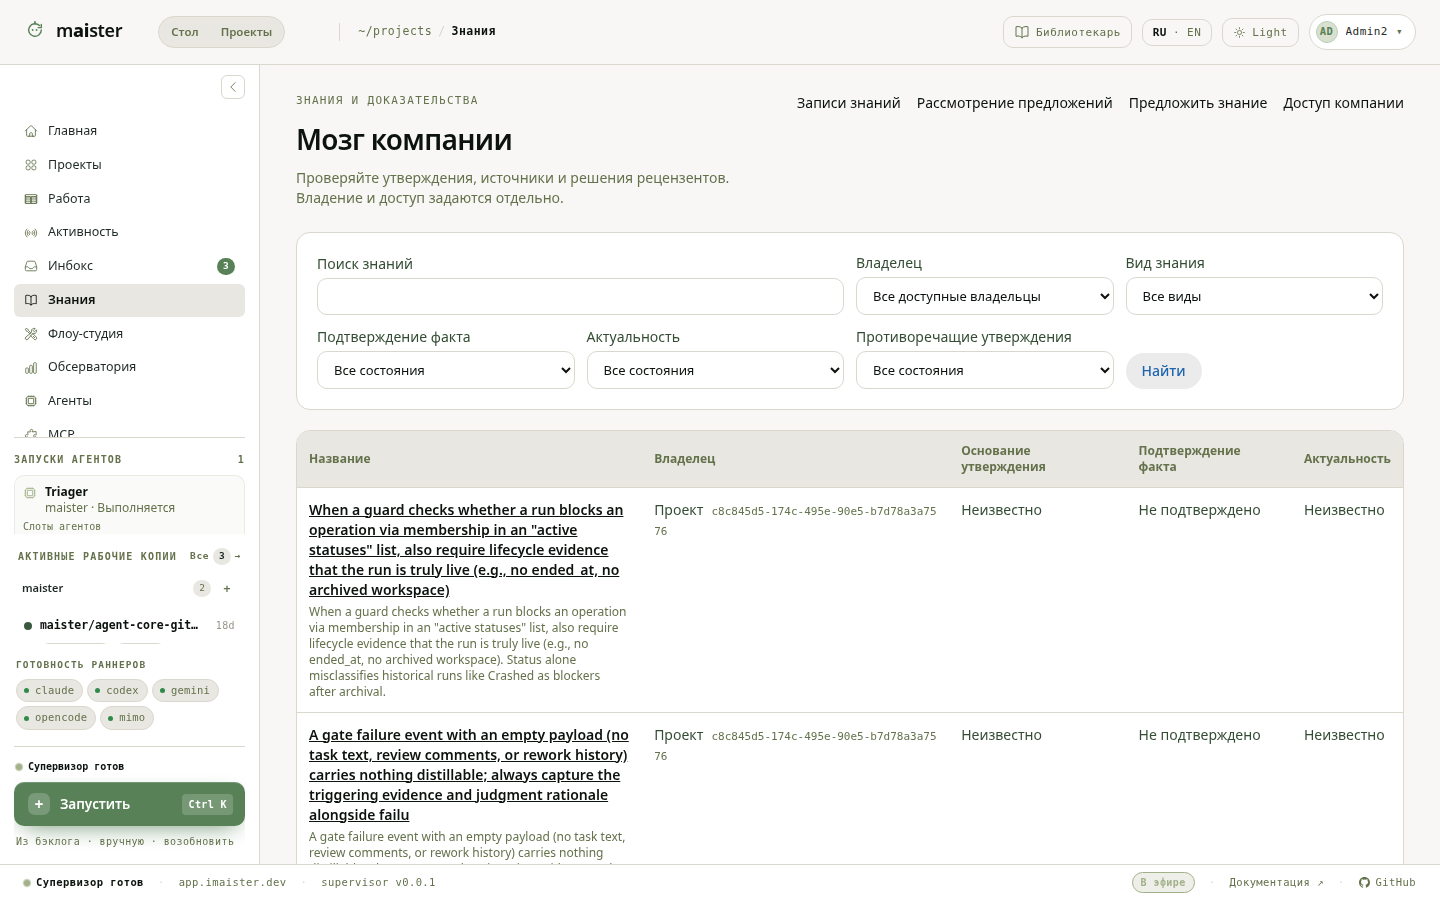 maister
Стол Проекты
~/projects / Знания
Библиотекарь
RU · EN
Light
AD Admin2
Главная
Проекты
Работа
Активность
Инбокс 3
Знания
Флоу-студия
Обсерватория
Агенты
MCP
ЗАПУСКИ АГЕНТОВ 1
Triager
maister · Выполняется
Слоты агентов
АКТИВНЫЕ РАБОЧИЕ КОПИИ Все 3 →
maister 2 +
maister/agent-core-git… 18d
ГОТОВНОСТЬ РАННЕРОВ
claude codex gemini
opencode mimo
Супервизор готов
+ Запустить Ctrl K
Из бэклога · вручную · возобновить
ЗНАНИЯ И ДОКАЗАТЕЛЬСТВА
Записи знаний Рассмотрение предложений Предложить знание Доступ компании
Мозг компании
Проверяйте утверждения, источники и решения рецензентов.
Владение и доступ задаются отдельно.
Поиск знаний Владелец Вид знания
Все доступные владельцы Все виды
Подтверждение факта Актуальность Противоречащие утверждения
Все состояния Все состояния Все состояния Найти
Название Владелец Основание утверждения Подтверждение факта Актуальность
When a guard checks whether a run blocks an
operation via membership in an "active
statuses" list, also require lifecycle evidence
that the run is truly live (e.g., no ended_at, no
archived workspace)
When a guard checks whether a run blocks an operation
via membership in an "active statuses" list, also require
lifecycle evidence that the run is truly live (e.g., no
ended_at, no archived workspace). Status alone
misclassifies historical runs like Crashed as blockers
after archival.
Проект c8c845d5-174c-495e-90e5-b7d78a3a75
76
Неизвестно Не подтверждено Неизвестно
A gate failure event with an empty payload (no
task text, review comments, or rework history)
carries nothing distillable; always capture the
triggering evidence and judgment rationale
alongside failu
A gate failure event with an empty payload (no task text,
review comments, or rework history) carries nothing
Проект c8c845d5-174c-495e-90e5-b7d78a3a75
76
Неизвестно Не подтверждено Неизвестно
Супервизор готов · app.imaister.dev · supervisor v0.0.1
В эфире · Документация ↗ · GitHub